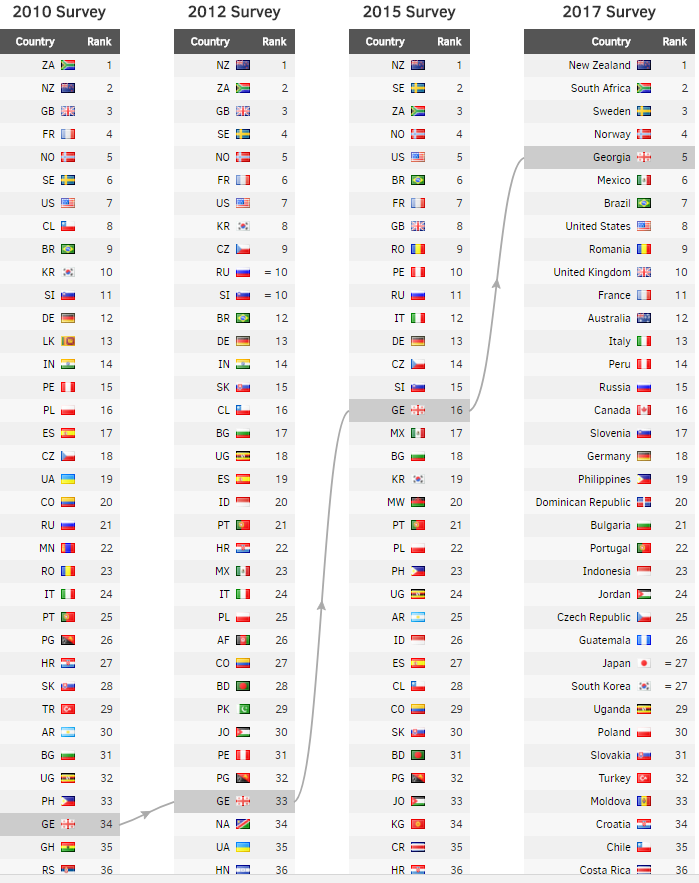 2010 Survey 2012 Survey 2015 Survey 2017 Survey
Country Rank Country Rank Country Rank Country Rank
ZA 1 NZ 1 NZ 1 New Zealand 1
NZ 2 ZA 2 SE 2 South Africa 2
GB 3 GB 3 ZA 3 Sweden 3
FR 4 SE 4 NO 4 Norway 4
NO 5 NO 5 US 5 Georgia 5
SE 6 FR 6 BR 6 Mexico 6
US 7 US 7 FR 7 Brazil 7
CL 8 KR 8 GB 8 United States 8
BR 9 CZ 9 RO 9 Romania 9
KR 10 RU = 10 PE 10 United Kingdom 10
SI 11 SI = 10 RU 11 France 11
DE 12 BR 12 IT 12 Australia 12
LK 13 DE 13 DE 13 Italy 13
IN 14 IN 14 CZ 14 Peru 14
PE 15 SK 15 SI 15 Russia 15
PL 16 CL 16 GE 16 Canada 16
ES 17 BG 17 MX 17 Slovenia 17
CZ 18 UG 18 BG 18 Germany 18
UA 19 ES 19 KR 19 Philippines 19
CO 20 ID 20 MW 20 Dominican Republic 20
RU 21 PT 21 PT 21 Bulgaria 21
MN 22 HR 22 PL 22 Portugal 22
RO 23 MX 23 PH 23 Indonesia 23
IT 24 IT 24 UG 24 Jordan 24
PT 25 PL 25 AR 25 Czech Republic 25
PG 26 AF 26 ID 26 Guatemala 26
HR 27 CO 27 ES 27 Japan = 27
SK 28 BD 28 CL 28 South Korea = 27
TR 29 PK 29 CO 29 Uganda 29
AR 30 JO 30 SK 30 Poland 30
BG 31 PE 31 BD 31 Slovakia 31
UG 32 PG 32 PG 32 Turkey 32
PH 33 GE 33 JO 33 Moldova 33
GE 34 NA 34 KG 34 Croatia 34
GH 35 UA 35 CR 35 Chile 35
RS 36 HN 36 HR 36 Costa Rica 36